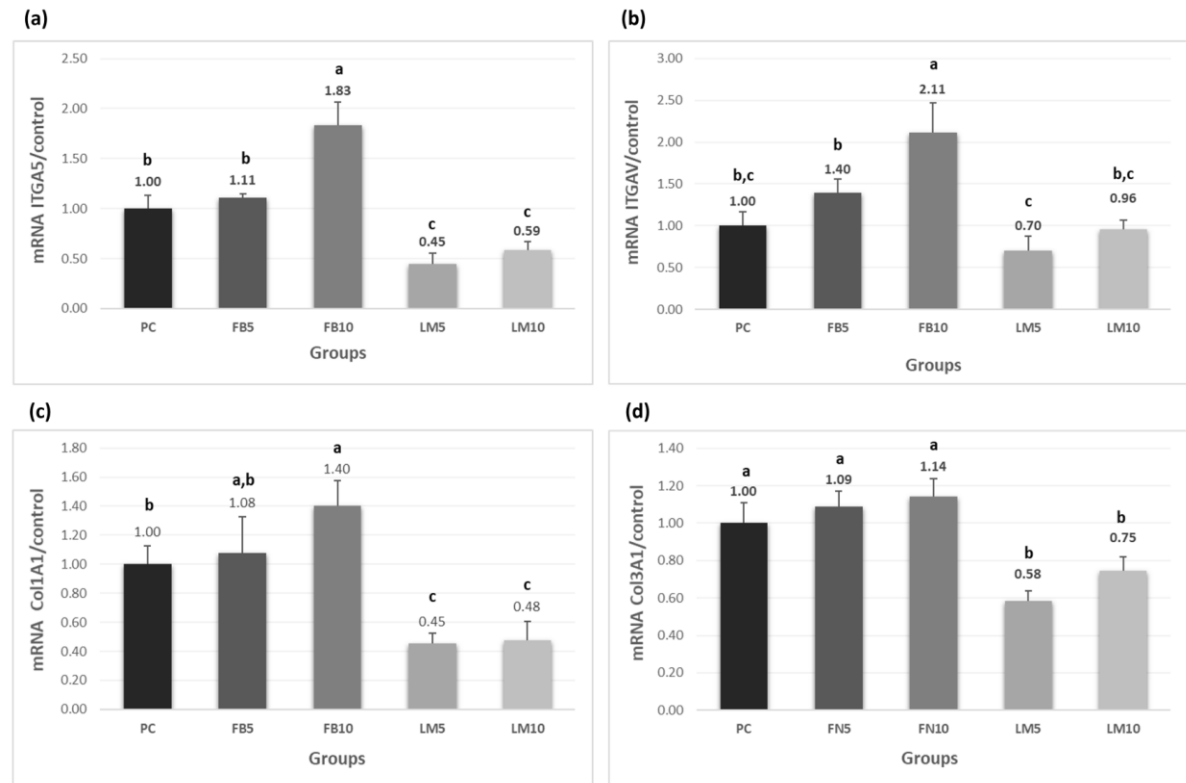 (a)
mRNA ITGA5/control
2.50
2.00
1.50
1.00
0.50
0.00
b
1.00
b
1.11
a
1.83
c
0.45
c
0.59
PC FB5 FB10 LM5 LM10
Groups
(b)
mRNA ITGAV/control
3.00
2.50
2.00
1.50
1.00
0.50
0.00
b,c
1.00
b
1.40
a
2.11
c
0.70
b,c
0.96
PC FB5 FB10 LM5 LM10
Groups
(c)
mRNA Col1A1/control
1.80
1.60
1.40
1.20
1.00
0.80
0.60
0.40
0.20
0.00
b
1.00
a,b
1.08
a
1.40
c
0.45
c
0.48
PC FB5 FB10 LM5 LM10
Groups
(d)
mRNA Col3A1/control
1.40
1.20
1.00
0.80
0.60
0.40
0.20
0.00
a
1.00
a
1.09
a
1.14
b
0.58
b
0.75
PC FN5 FN10 LM5 LM10
Groups